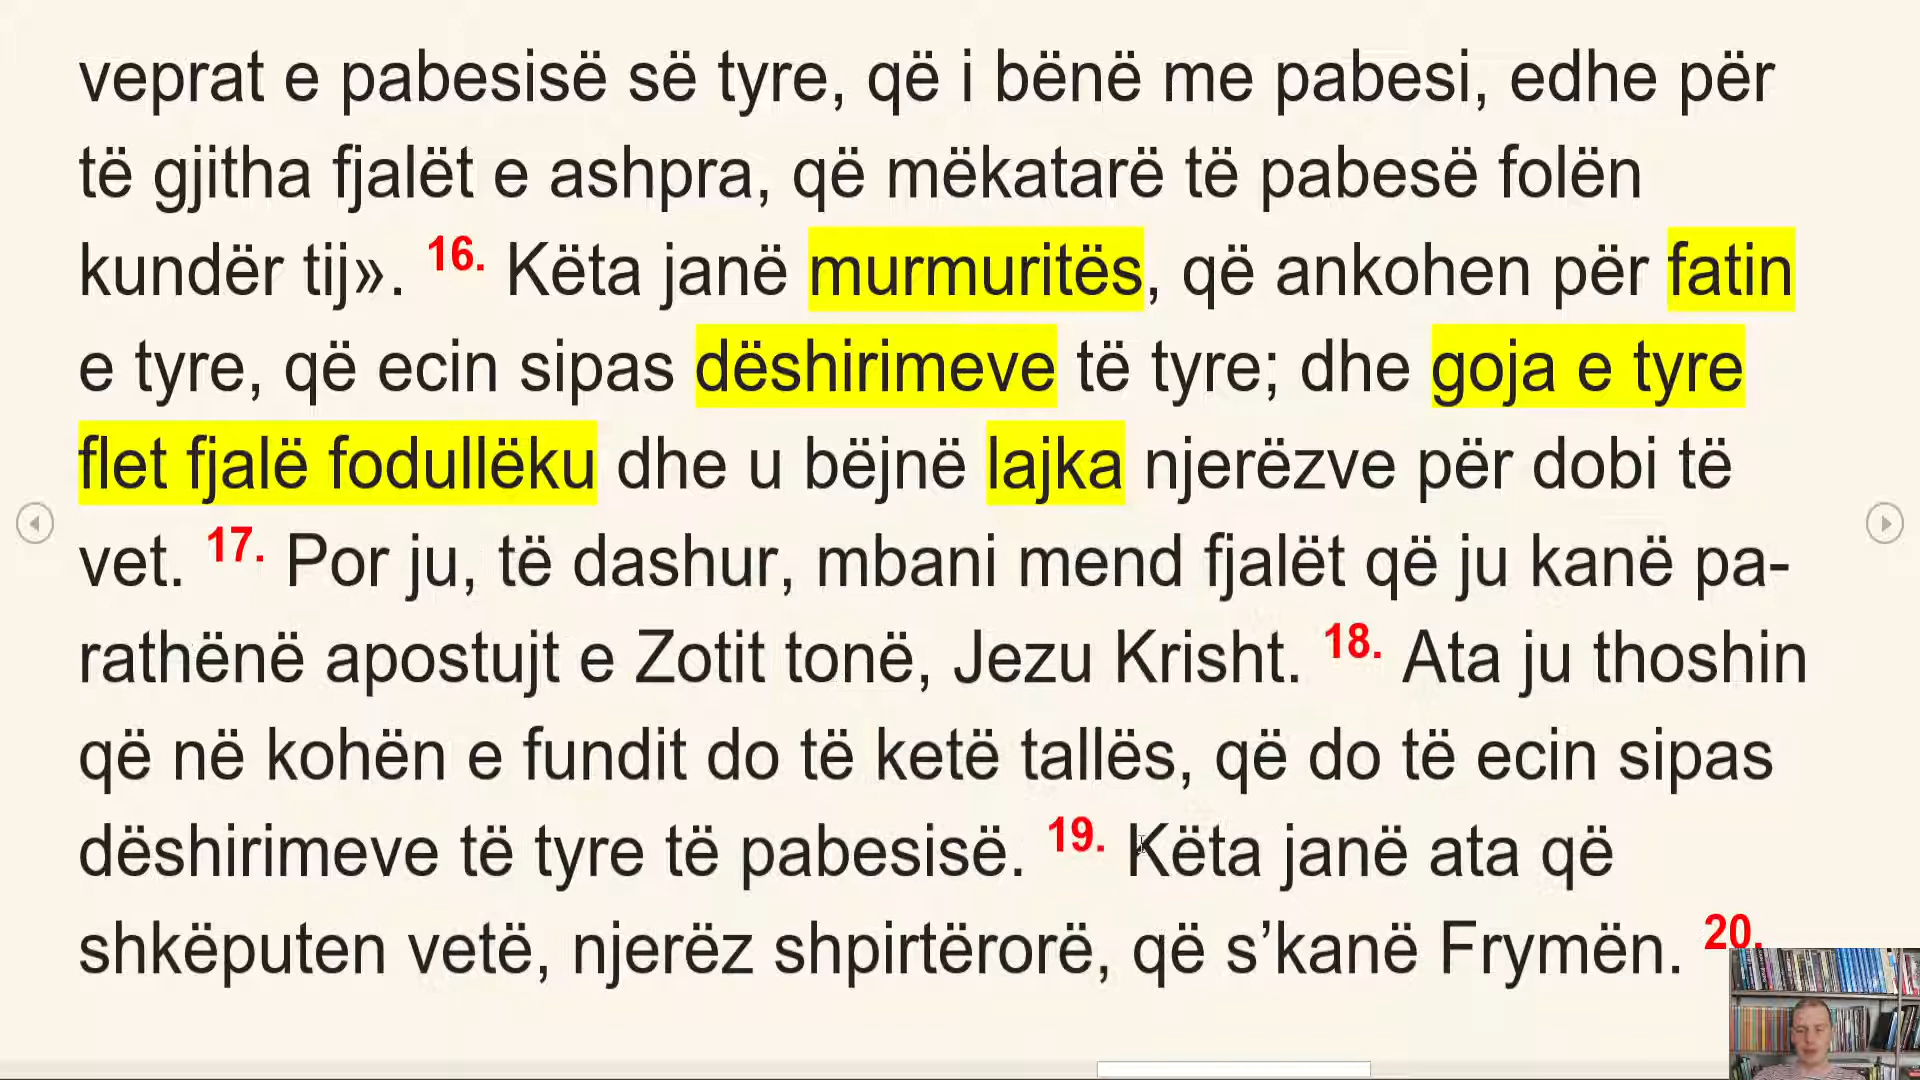 veprat e pabesisë së tyre, që i bënë me pabesi, edhe për
të gjitha fjalët e ashpra, që mëkatarë të pabesë folën
kundër tij». 16. Këta janë murmuritës, që ankohen për fatin
e tyre, që ecin sipas dëshirimeve të tyre; dhe goja e tyre
flet fjalë fodullëku dhe u bëjnë lajka njerëzve për dobi të
vet. 17. Por ju, të dashur, mbani mend fjalët që ju kanë pa-
rathënë apostujt e Zotit tonë, Jezu Krisht. 18. Ata ju thoshin
që në kohën e fundit do të ketë tallës, që do të ecin sipas
dëshirimeve të tyre të pabesisë. 19. Këta janë ata që
shkëputen vetë, njerëz shpirtërorë, që s’kanë Frymën. 20.